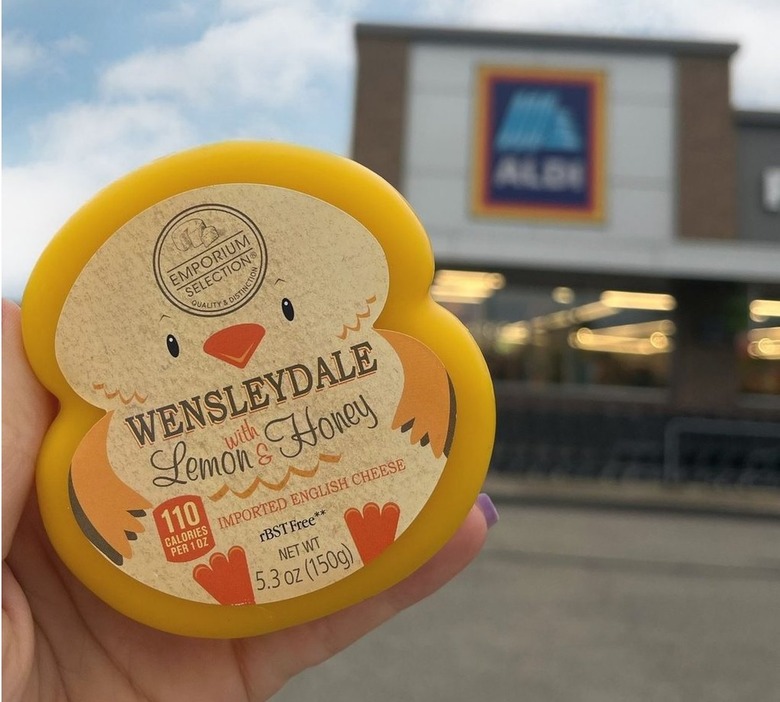 EMPORIUM
SELECTION®
QUALITY & DISTINCTION
WENSLEYDALE
with
Lemon & Honey
IMPORTED ENGLISH CHEESE
110
CALORIES
PER 1 OZ
rBST Free**
NET WT
5.3 oz (150g)
ALDI